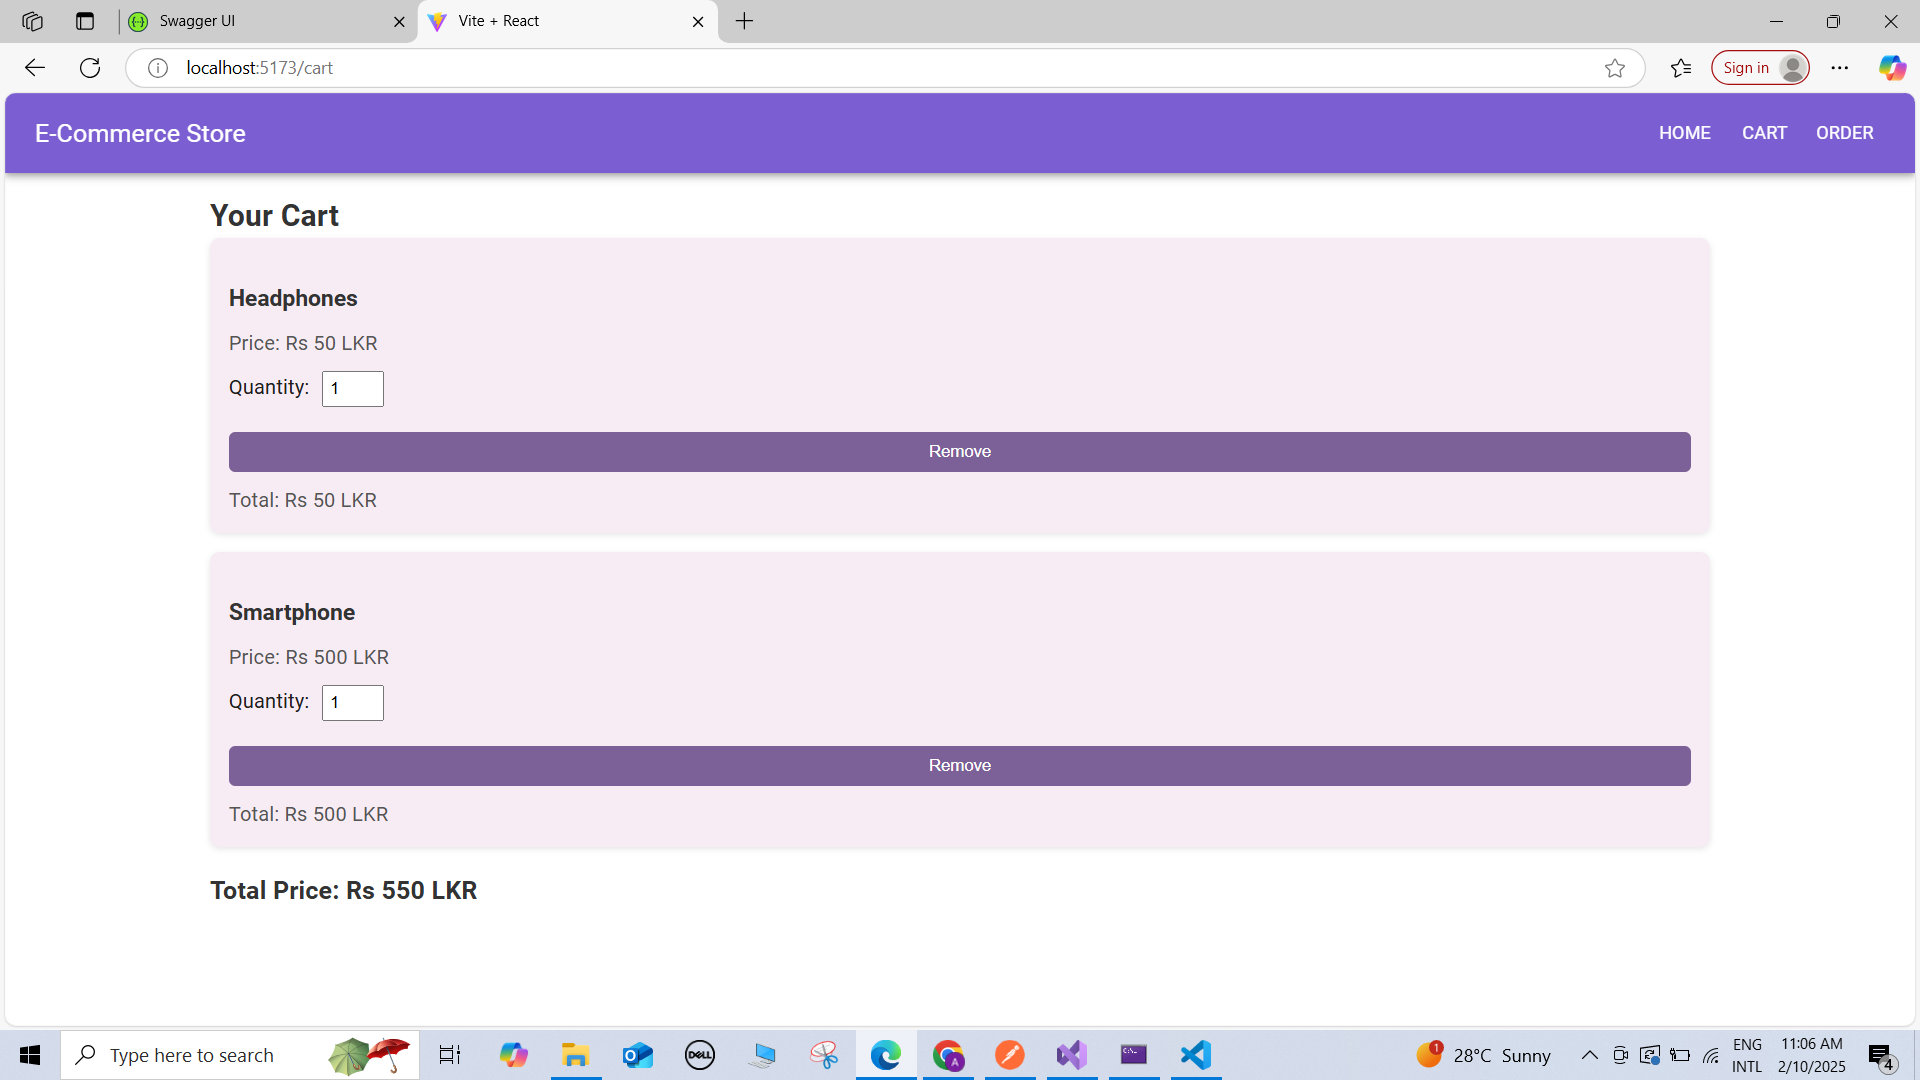 Swagger UI
Vite + React
localhost:5173/cart
Sign in
E-Commerce Store
HOME CART ORDER
Your Cart
Headphones
Price: Rs 50 LKR
Quantity: 1
Remove
Total: Rs 50 LKR
Smartphone
Price: Rs 500 LKR
Quantity: 1
Remove
Total: Rs 500 LKR
Total Price: Rs 550 LKR
Type here to search
DELL
A
1
28°C Sunny
ENG
INTL
11:06 AM
2/10/2025
4